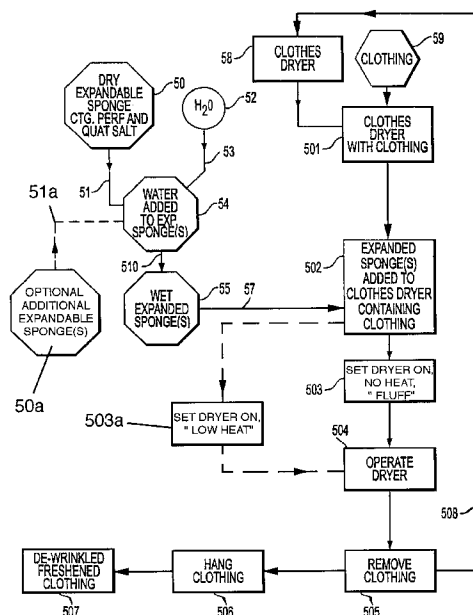 58
CLOTHES
DRYER
59
CLOTHING
50
DRY
EXPANDABLE
SPONGE
CTG. PERF AND
QUAT SALT
52
H20
501
CLOTHES
DRYER
WITH CLOTHING
53
51
51a
WATER
ADDED
TO EXP.
SPONGE(S)
54
510
502
EXPANDED
SPONGE(S)
ADDED
TO CLOTHES
DRYER
CONTAINING
CLOTHING
55
57
WET
EXPANDED
SPONGE(S)
OPTIONAL
ADDITIONAL
EXPANDABLE
SPONGE(S)
50a
503
SET DRYER ON,
NO HEAT,
" FLUFF"
503a
SET DRYER ON,
" LOW HEAT"
504
OPERATE
DRYER
508
DE-WRINKLED
FRESHENED
CLOTHING
507
HANG
CLOTHING
506
REMOVE
CLOTHING
505